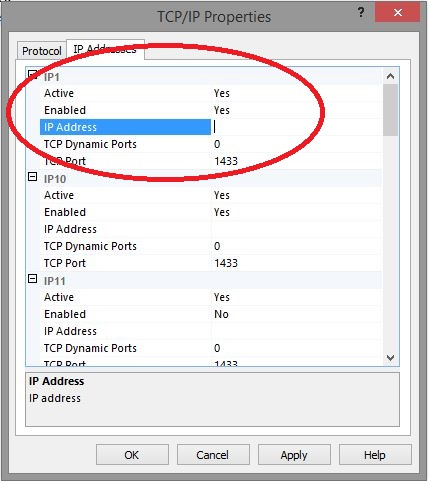 TCP/IP Properties
?
Protocol IP Addresses
IP1
Active Yes
Enabled Yes
IP Address
TCP Dynamic Ports 0
TCP Port 1433
IP10
Active Yes
Enabled Yes
IP Address
TCP Dynamic Ports 0
TCP Port 1433
IP11
Active Yes
Enabled No
IP Address
TCP Dynamic Ports 0
TCP Port 1433
IP Address
IP address
OK Cancel Apply Help